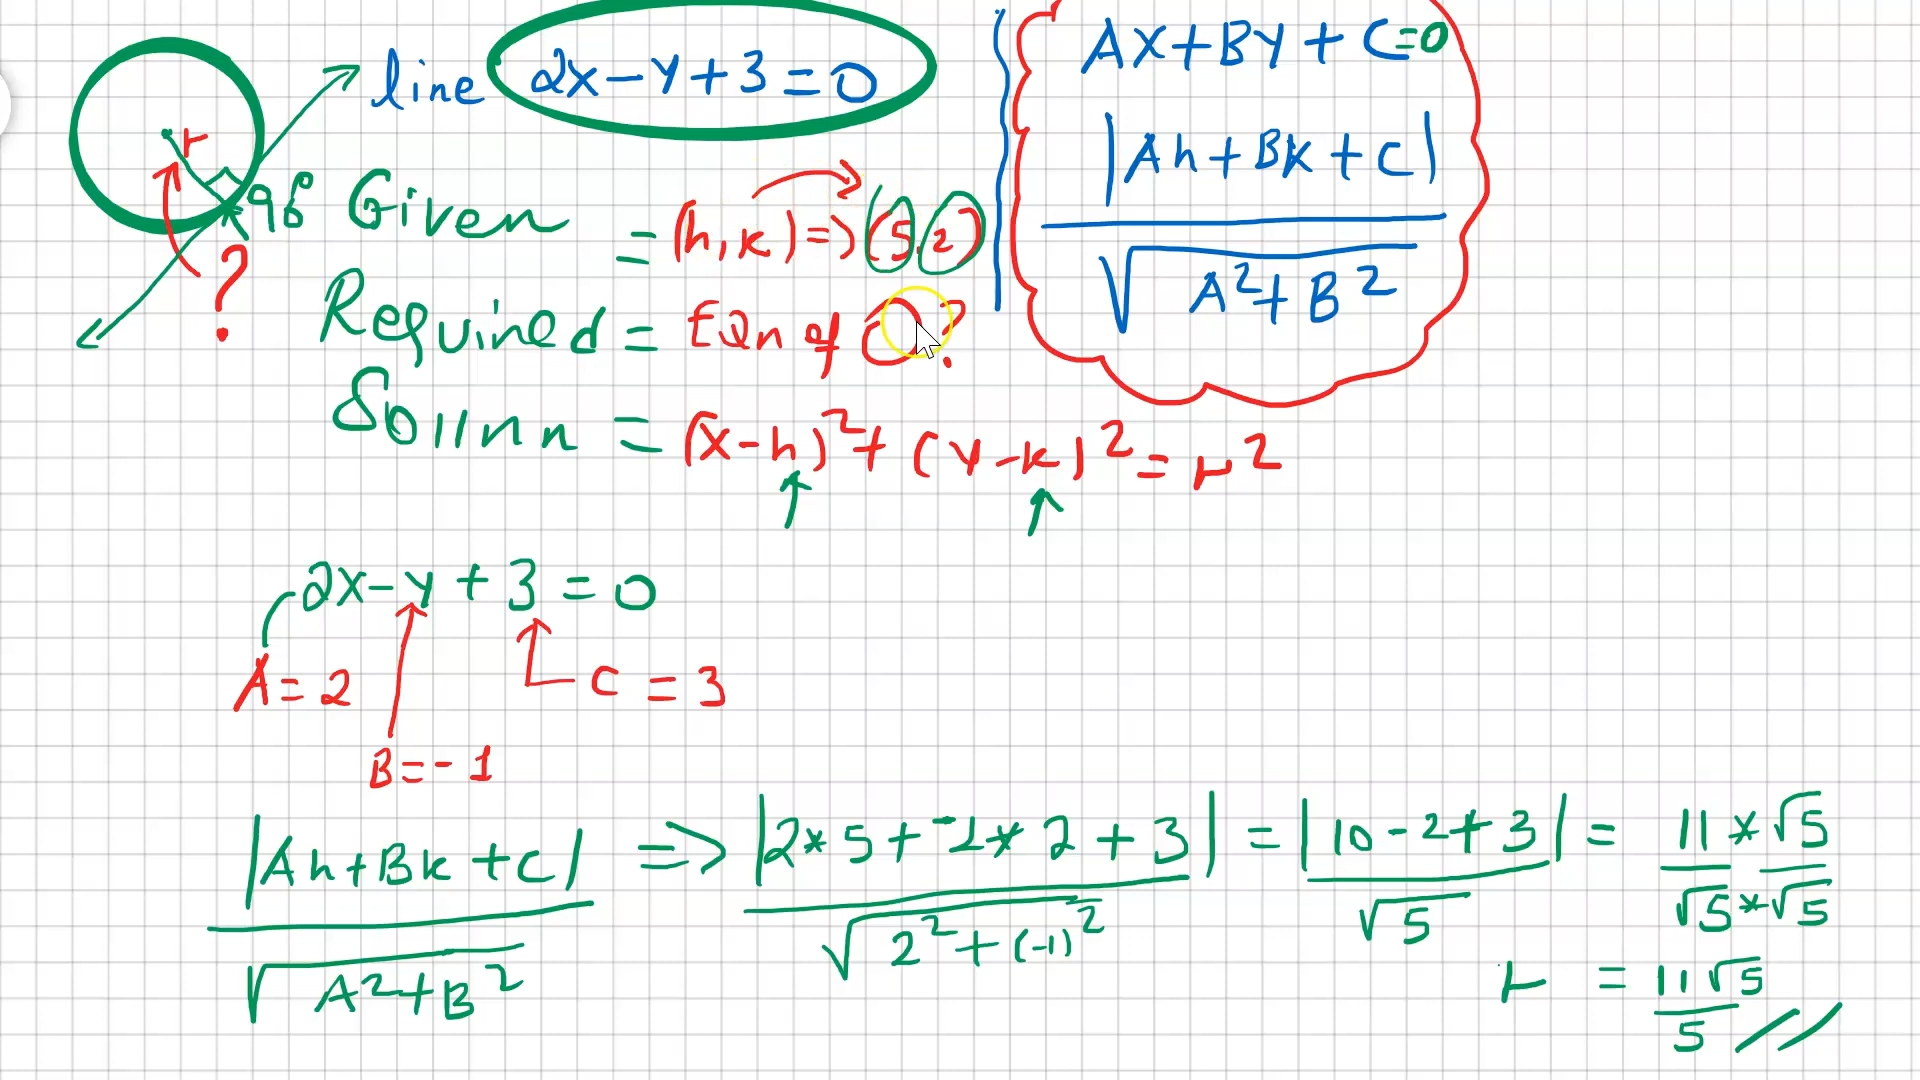 line 2x-y+3=0
r
90°
?
Given = (h,k) => (5,2)
Required = EQn of ○?
So11nn = (x-h)²+(y-k)²=r²
Ax+By+C=0
|Ah+Bk+C|
√A²+B²
2x-y+3=0
A=2
C=3
B=-1
|Ah+Bk+C| => |2*5+-1*2+3| = |10-2+3| = 11*√5
√A²+B² √2²+(-1)² √5 √5*√5
r = 11√5
5